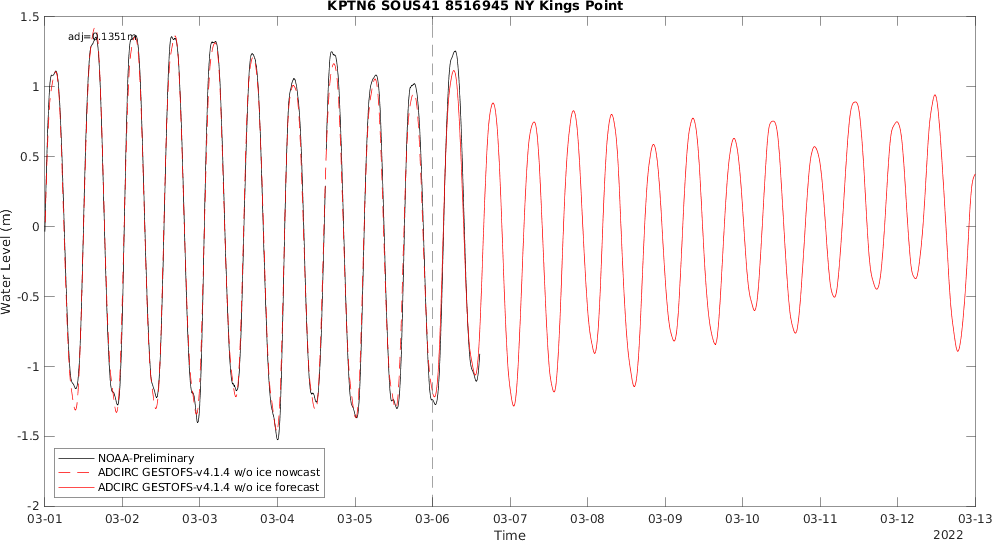 KPTN6 SOUS41 8516945 NY Kings Point
adj=0.1351m
1.5
1
0.5
0
-0.5
-1
-1.5
-2
Water Level (m)
NOAA-Preliminary
ADCIRC GESTOFS-v4.1.4 w/o ice nowcast
ADCIRC GESTOFS-v4.1.4 w/o ice forecast
03-01 03-02 03-03 03-04 03-05 03-06 03-07 03-08 03-09 03-10 03-11 03-12 03-13
Time
2022